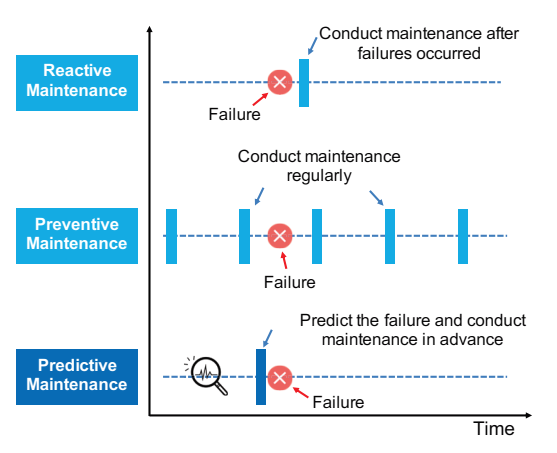 Conduct maintenance after
failures occurred
Reactive
Maintenance
Failure
Conduct maintenance
regularly
Preventive
Maintenance
Failure
Predict the failure and conduct
maintenance in advance
Predictive
Maintenance
Failure
Time